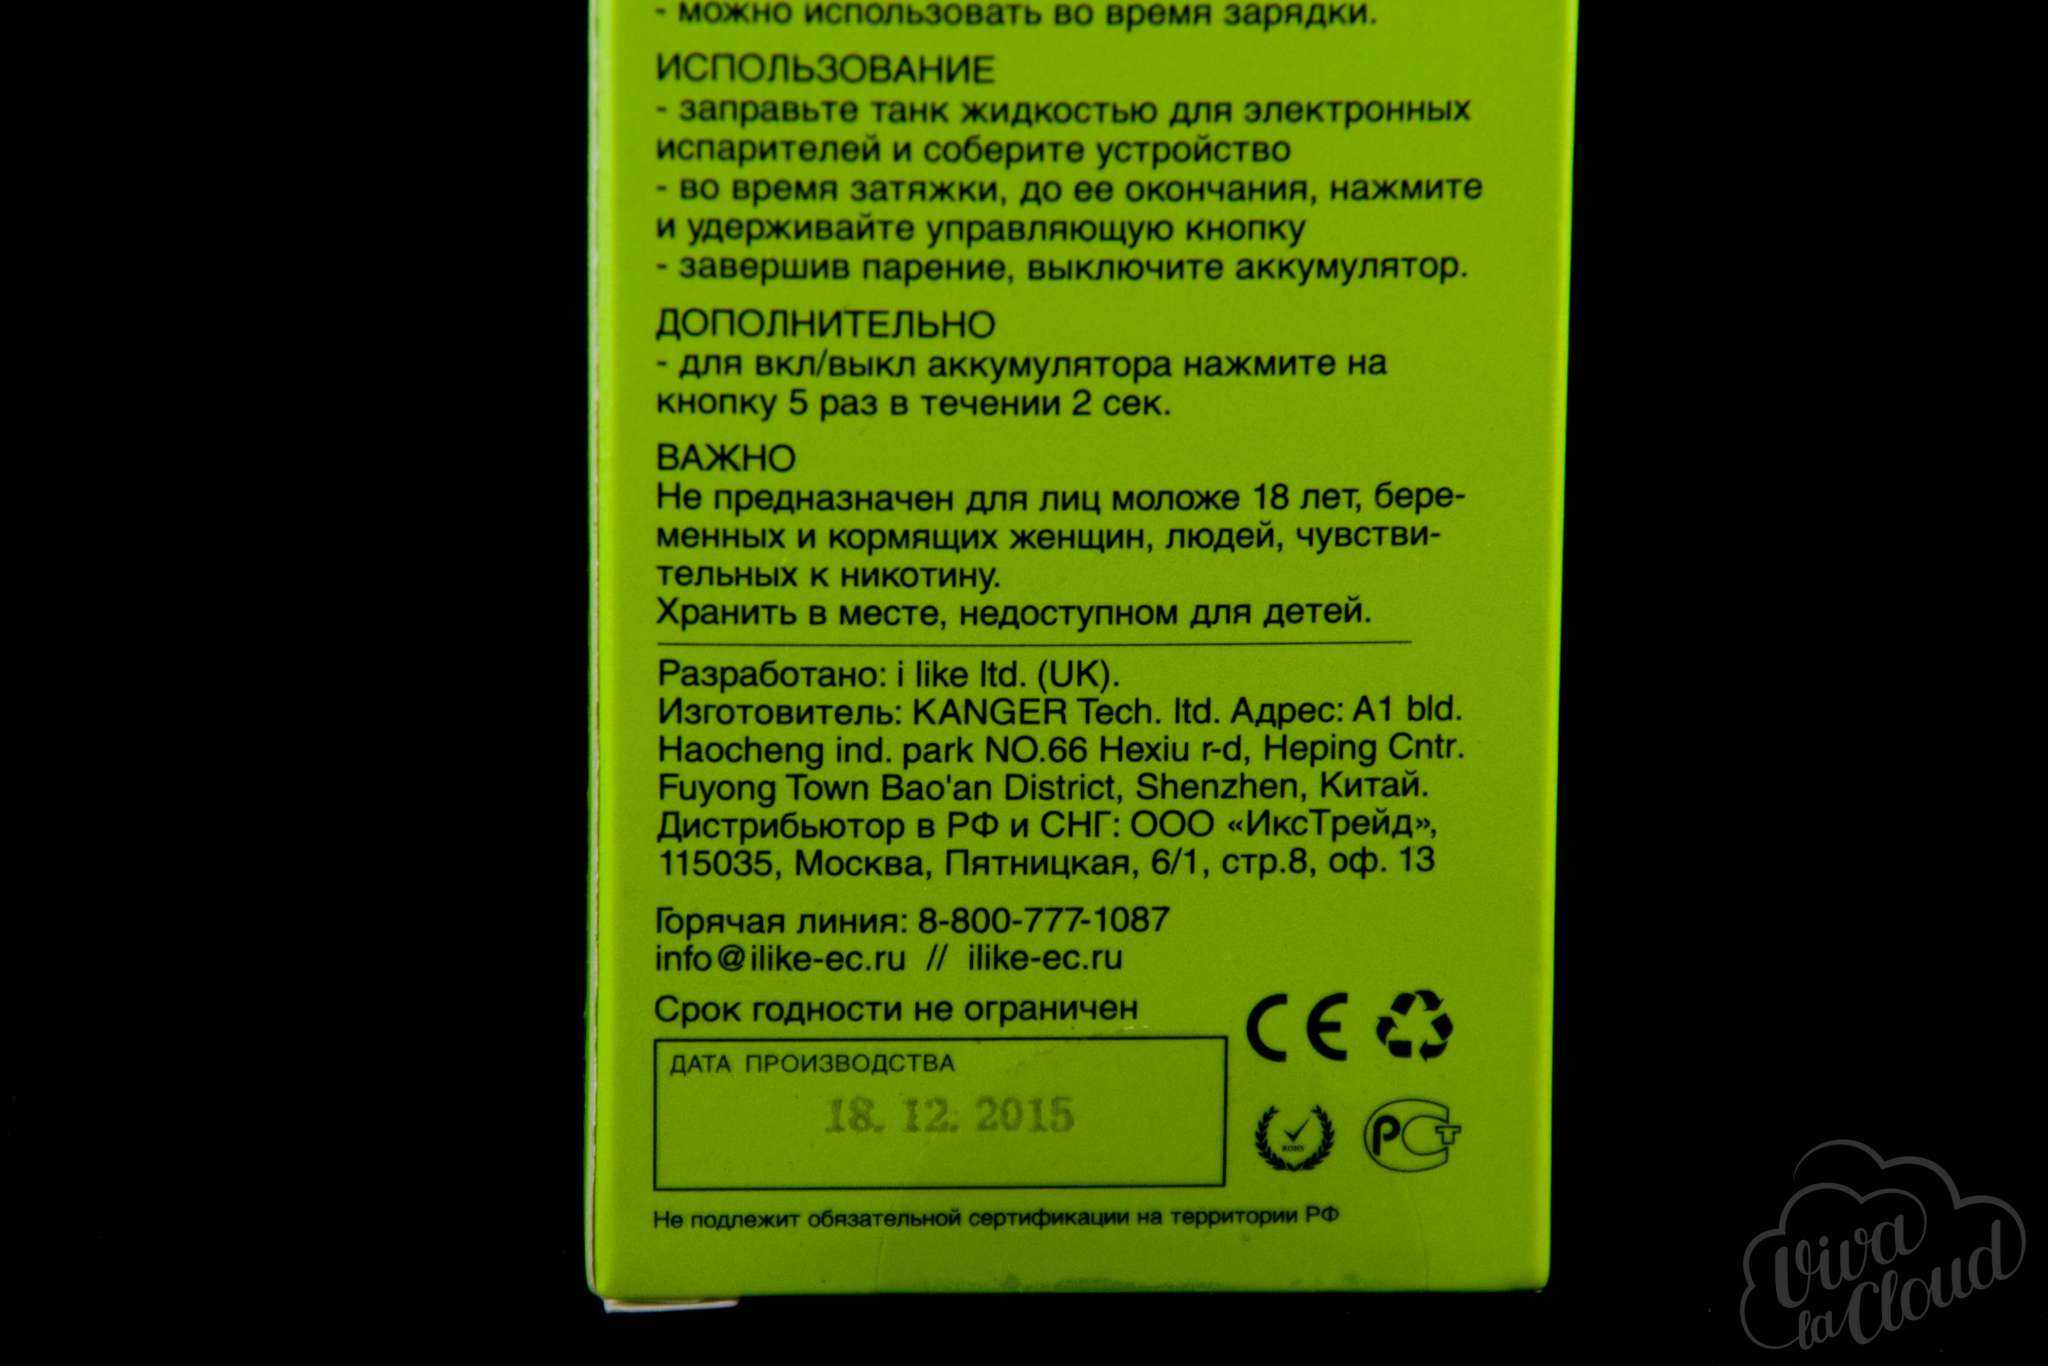 - можно использовать во время зарядки.
ИСПОЛЬЗОВАНИЕ
- заправьте танк жидкостью для электронных
испарителей и соберите устройство
- во время затяжки, до ее окончания, нажмите
и удерживайте управляющую кнопку
- завершив парение, выключите аккумулятор.
ДОПОЛНИТЕЛЬНО
- для вкл/выкл аккумулятора нажмите на
кнопку 5 раз в течении 2 сек.
ВАЖНО
Не предназначен для лиц моложе 18 лет, бере-
менных и кормящих женщин, людей, чувстви-
тельных к никотину.
Хранить в месте, недоступном для детей.
Разработано: i like ltd. (UK).
Изготовитель: KANGER Tech. ltd. Адрес: A1 bld.
Haocheng ind. park NO.66 Hexiu r-d, Heping Cntr.
Fuyong Town Bao'an District, Shenzhen, Китай.
Дистрибьютор в РФ и СНГ: ООО «ИксТрейд»,
115035, Москва, Пятницкая, 6/1, стр.8, оф. 13
Горячая линия: 8-800-777-1087
info@ilike-ec.ru // ilike-ec.ru
Срок годности не ограничен
CE
ДАТА ПРОИЗВОДСТВА
18. 12. 2015
РСТ
Не подлежит обязательной сертификации на территории РФ
Viva
la Cloud